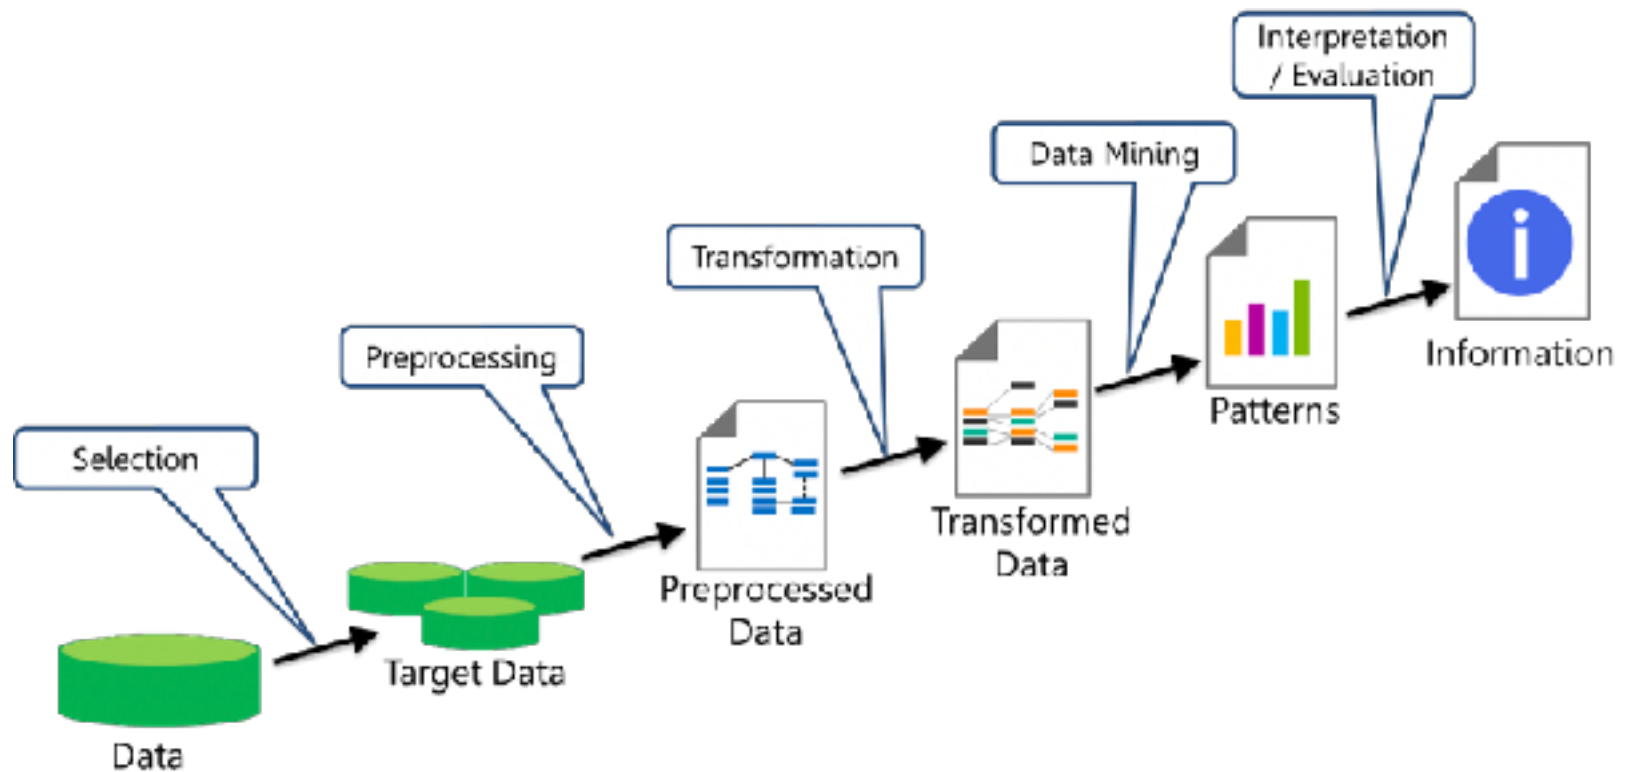 Interpretation
/ Evaluation
Data Mining
Transformation
Preprocessing
Selection
Information
Patterns
Transformed
Data
Preprocessed
Data
Target Data
Data